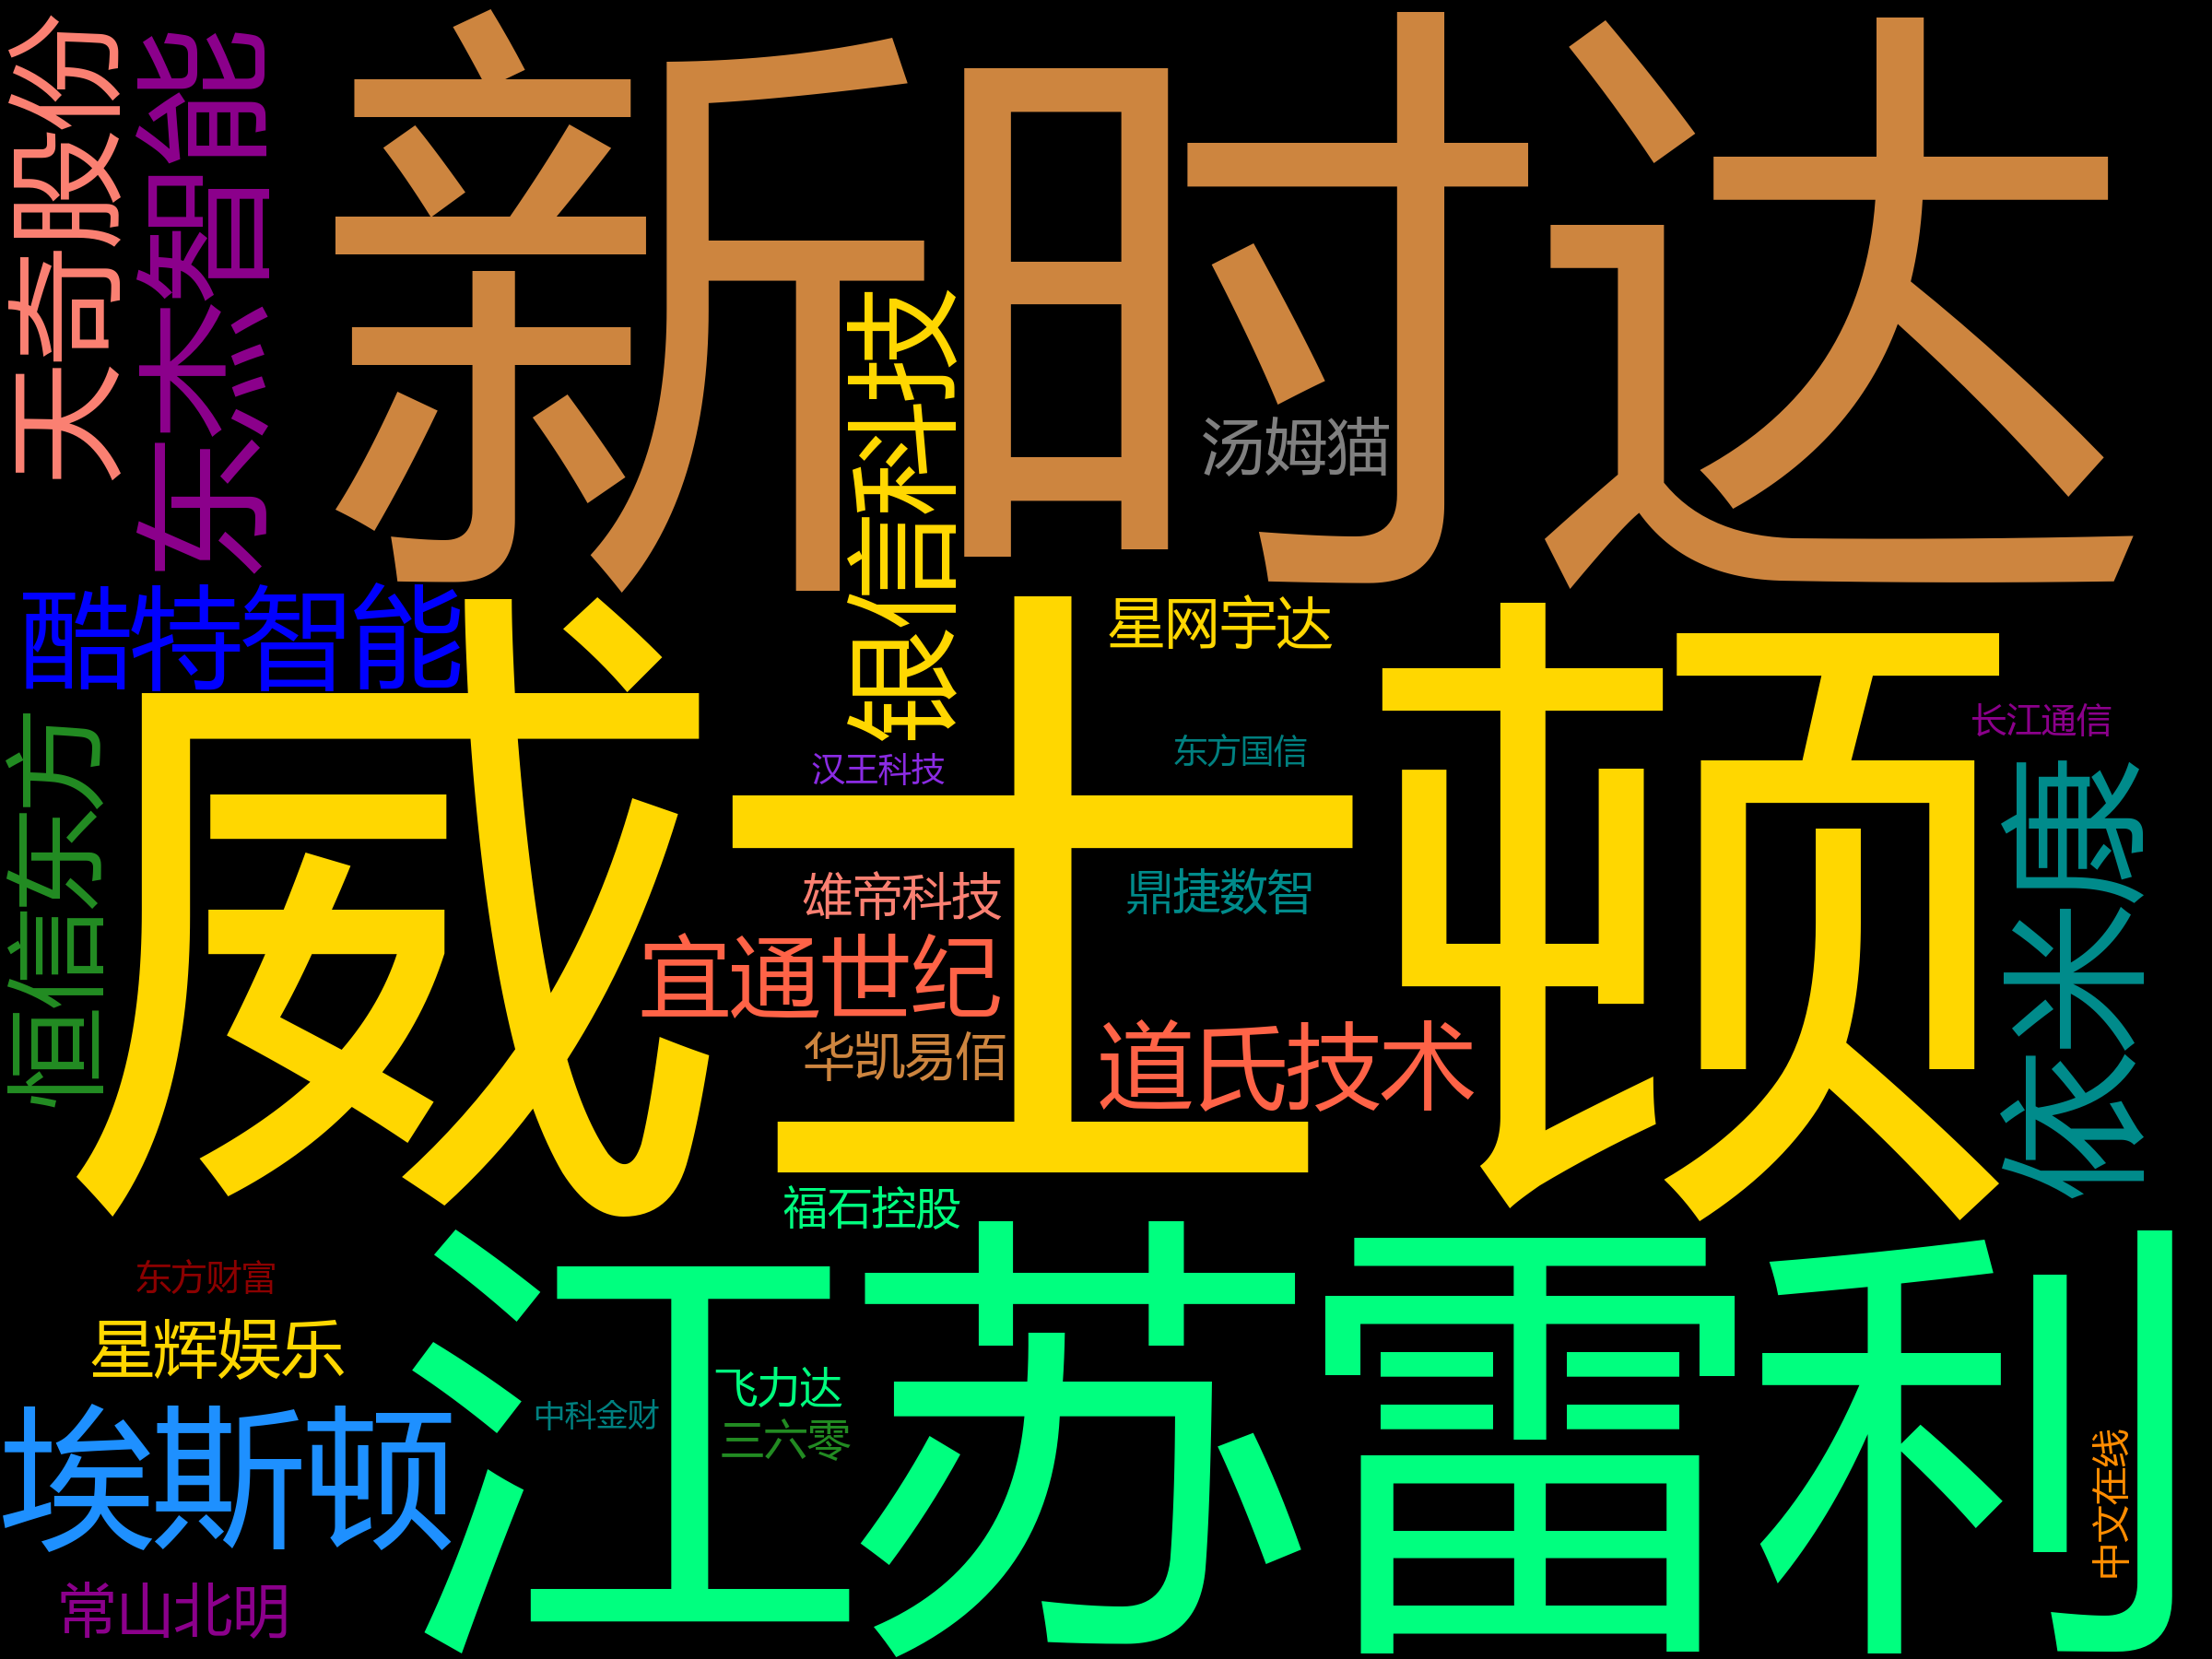 天奇股份
东杰智能
新时达
银信科技
汤姆猫
酷特智能
星网宇达
威士顿
恒信东方
汉王科技
东方国信
长江通信
依米康
雄帝科技
鼎捷数智
宜通世纪
华凯易佰
道氏技术
福石控股
江苏雷利
东方财富
星辉娱乐
飞力达
中科金财
三六零
埃斯顿
中文在线
常山北明